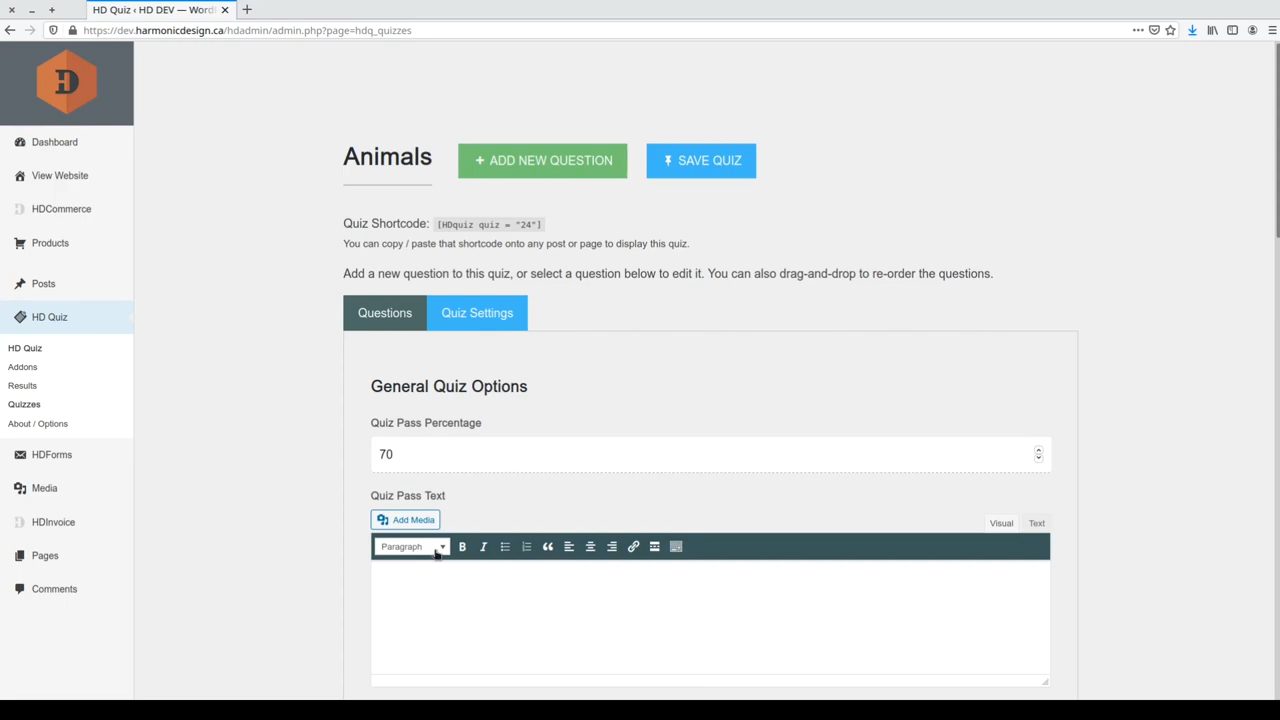 HD Quiz ‹ HD DEV — Word
https://dev.harmonicdesign.ca/hdadmin/admin.php?page=hdq_quizzes
Dashboard
View Website
HDCommerce
Products
Posts
HD Quiz
HD Quiz
Addons
Results
Quizzes
About / Options
HDForms
Media
HDInvoice
Pages
Comments
Animals
+ ADD NEW QUESTION
SAVE QUIZ
Quiz Shortcode: [HDquiz quiz = "24"]
You can copy / paste that shortcode onto any post or page to display this quiz.
Add a new question to this quiz, or select a question below to edit it. You can also drag-and-drop to re-order the questions.
Questions
Quiz Settings
General Quiz Options
Quiz Pass Percentage
70
Quiz Pass Text
Add Media
Visual
Text
Paragraph
B
I